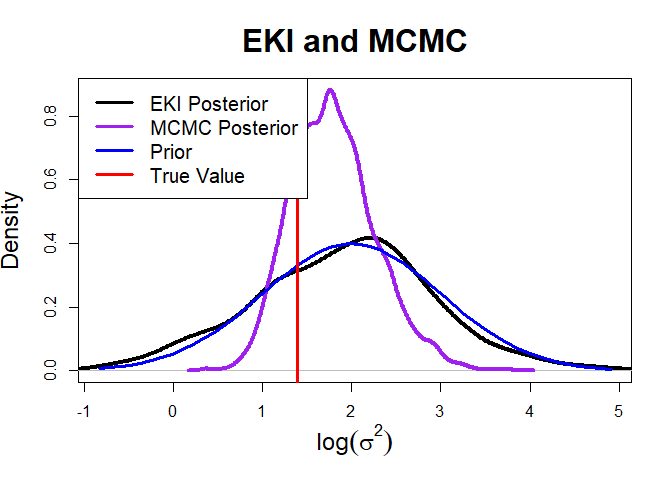 EKI and MCMC
EKI Posterior
MCMC Posterior
Prior
True Value
Density
0.0
0.2
0.4
0.6
0.8
-1
0
1
2
3
4
5
log(σ²)